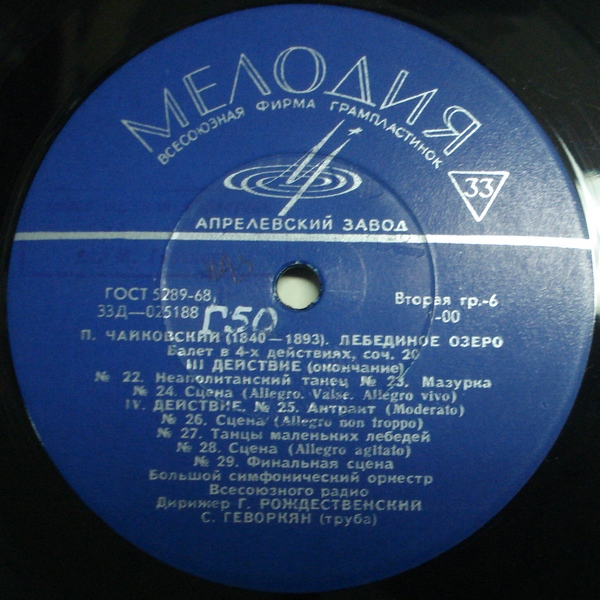 МЕЛОДИЯ
ВСЕСОЮЗНАЯ ФИРМА ГРАМПЛАСТИНОК
33
АПРЕЛЕВСКИЙ ЗАВОД
ГОСТ 5289-68 Вторая гр.-6
33Д—025188 Г50 -00
П. ЧАЙКОВСКИЙ (1840—1893). ЛЕБЕДИНОЕ ОЗЕРО
Балет в 4-х действиях, соч. 20
III ДЕЙСТВИЕ (окончание)
№ 22. Неаполитанский танец № 23. Мазурка
№ 24. Сцена (Allegro. Valse. Allegro vivo)
IV. ДЕЙСТВИЕ. № 25. Антракт (Moderato)
№ 26. Сцена (Allegro non troppo)
№ 27. Танцы маленьких лебедей
№ 28. Сцена (Allegro agitato)
№ 29. Финальная сцена
Большой симфонический оркестр
Всесоюзного радио
Дирижер Г. РОЖДЕСТВЕНСКИЙ
С. ГЕВОРКЯН (труба)